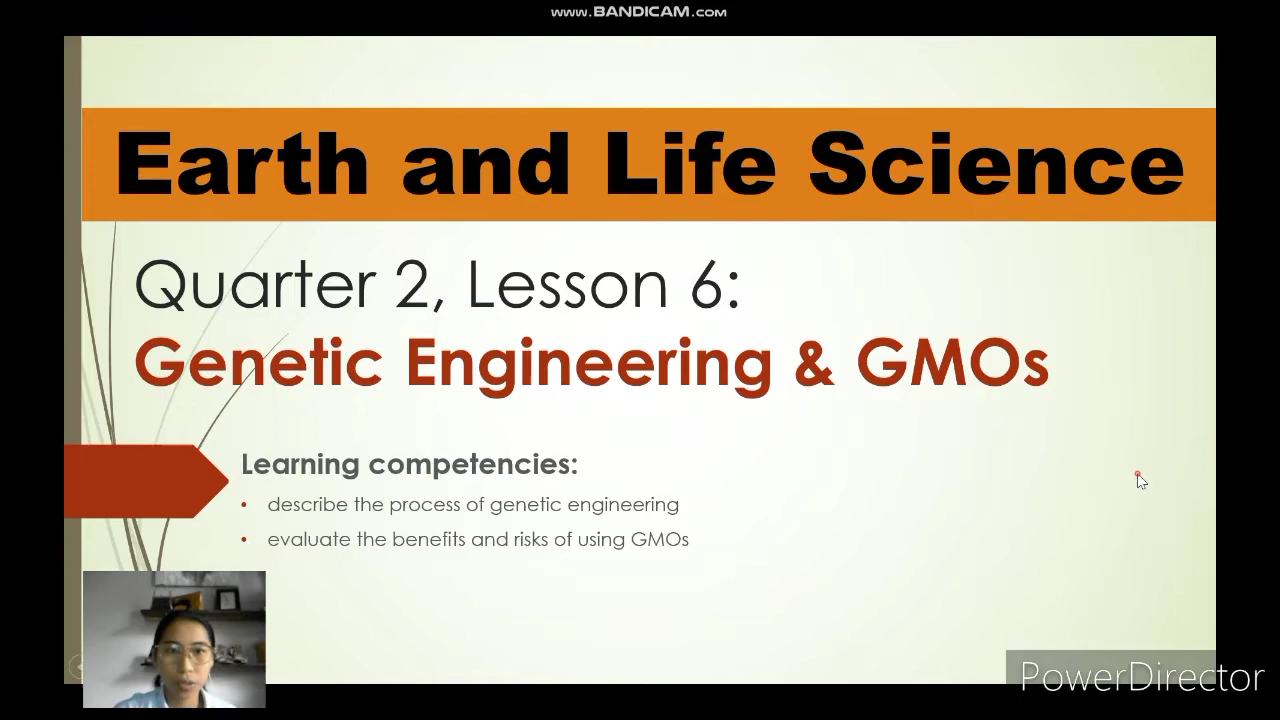 www.BANDICAM.com
Earth and Life Science
Quarter 2, Lesson 6:
Genetic Engineering & GMOs
Learning competencies:
• describe the process of genetic engineering
• evaluate the benefits and risks of using GMOs
PowerDirector